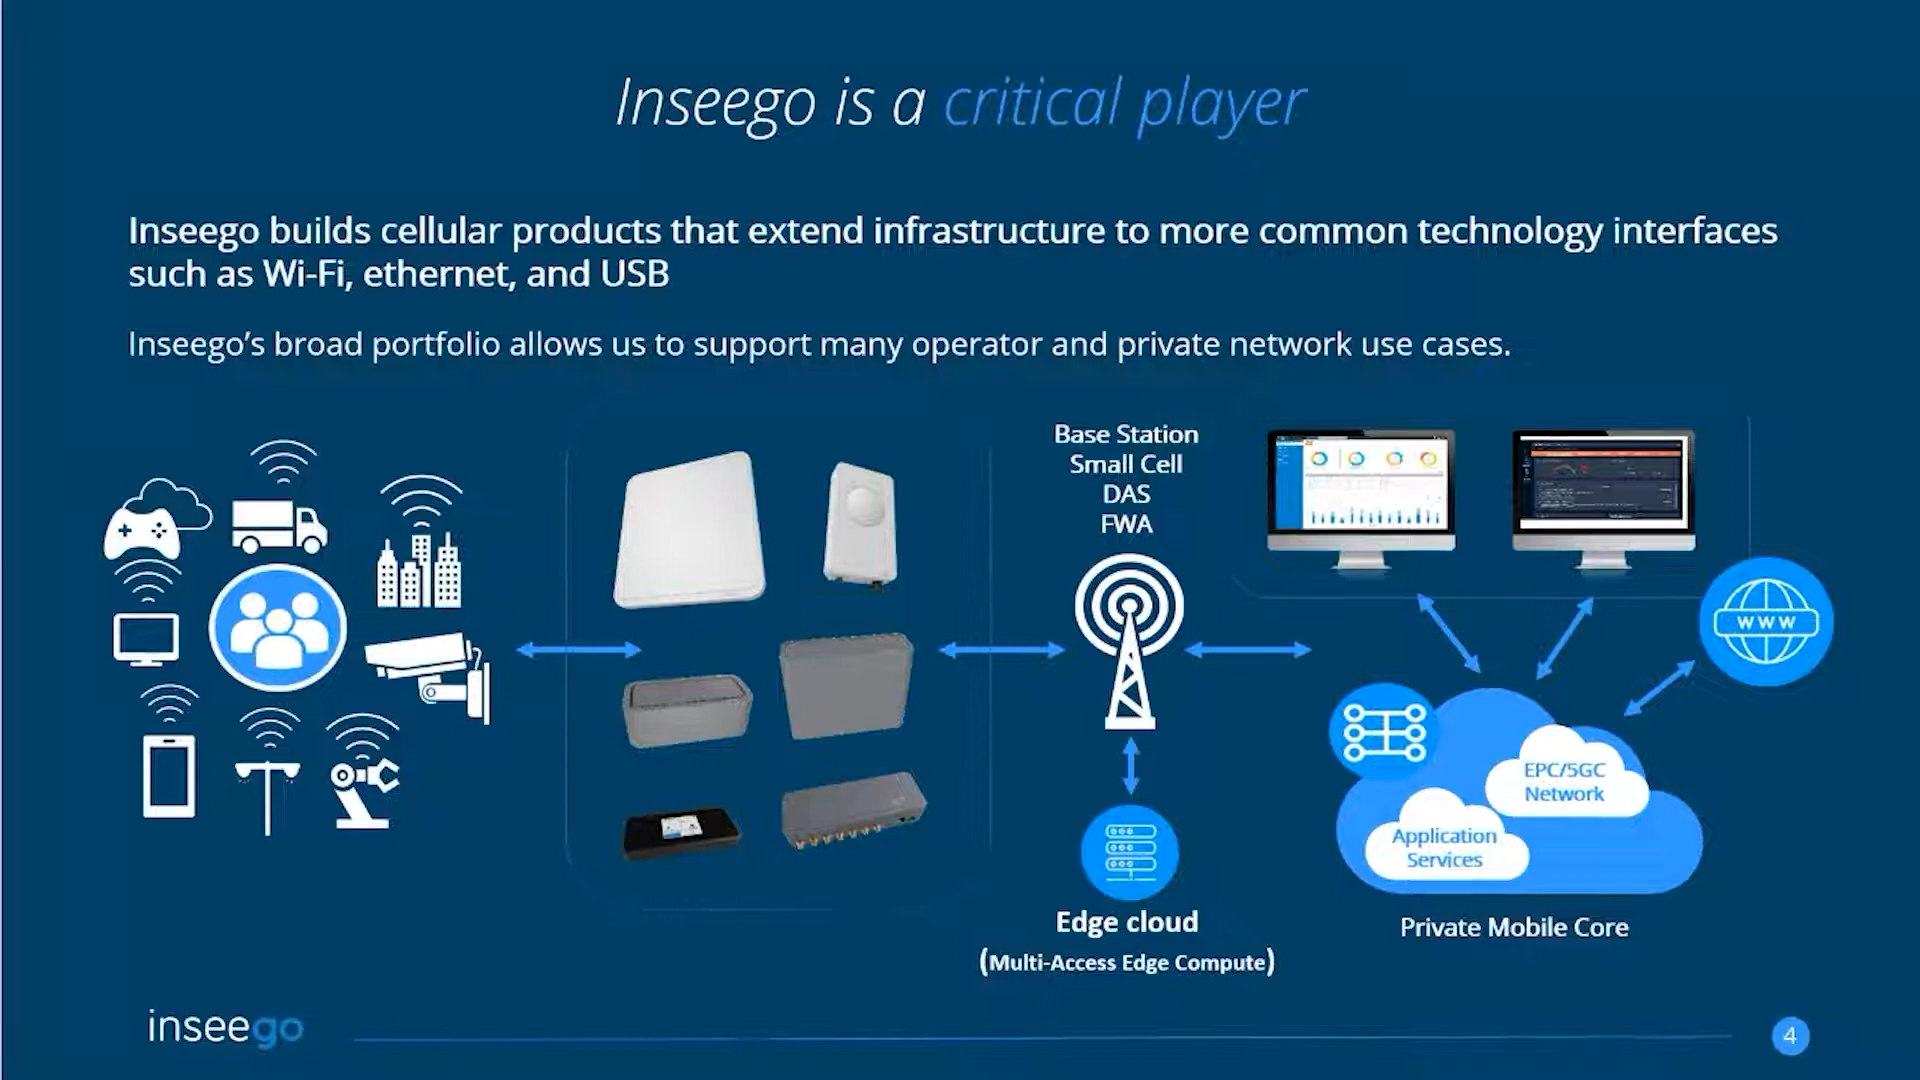 Inseego is a critical player
Inseego builds cellular products that extend infrastructure to more common technology interfaces
such as Wi-Fi, ethernet, and USB
Inseego’s broad portfolio allows us to support many operator and private network use cases.
Base Station
Small Cell
DAS
FWA
WWW
EPC/5GC
Network
Application
Services
Edge cloud
(Multi-Access Edge Compute)
Private Mobile Core
inseego
4